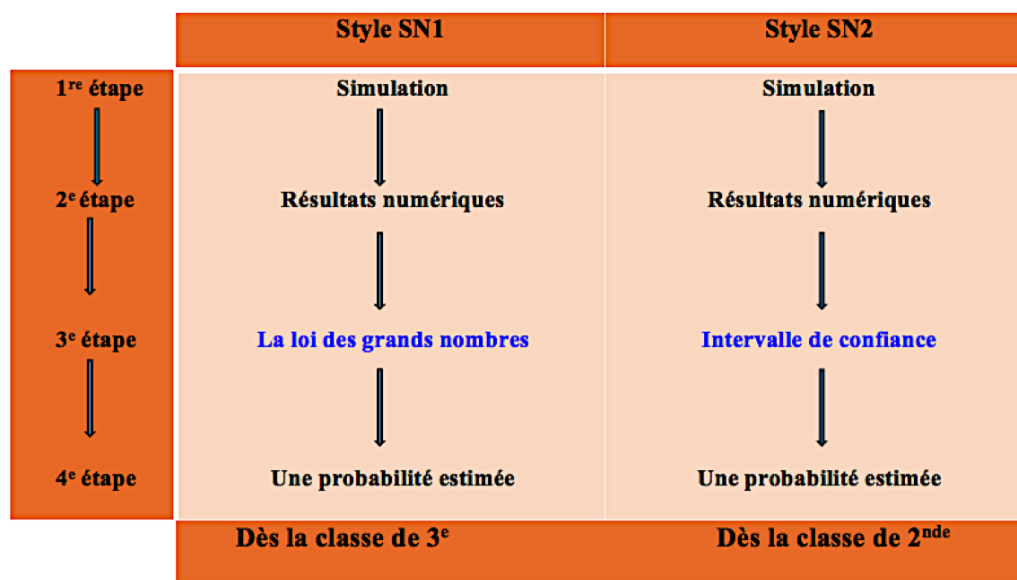 Style SN1 Style SN2
1re étape Simulation Simulation
2e étape Résultats numériques Résultats numériques
3e étape La loi des grands nombres Intervalle de confiance
4e étape Une probabilité estimée Une probabilité estimée
Dès la classe de 3e Dès la classe de 2nde